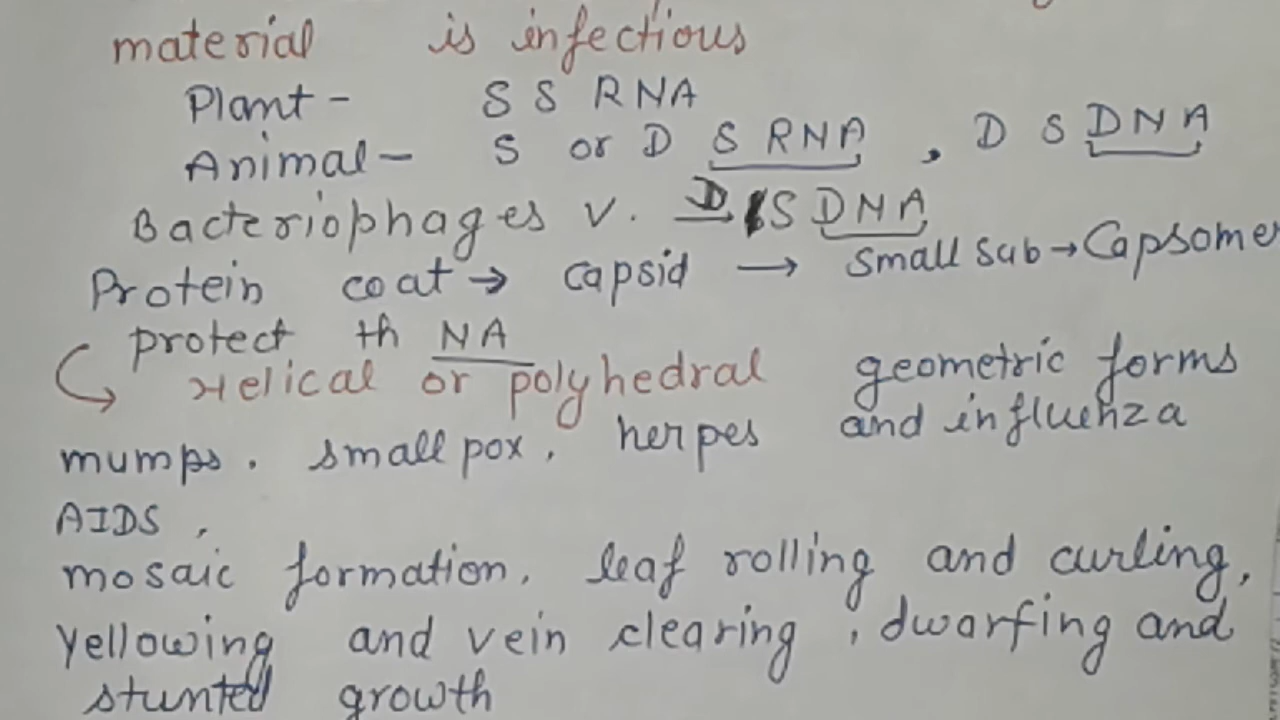 material is infectious
Plant - S S RNA
Animal - S or D S RNA, D S DNA
Bacteriophages v. D S DNA
Protein coat → capsid → small sub → Capsome
protect th NA
Helical or polyhedral geometric forms
mumps. small pox, herpes and influenza
AIDS,
mosaic formation, leaf rolling and curling,
yellowing and vein clearing, dwarfing and
stunted growth